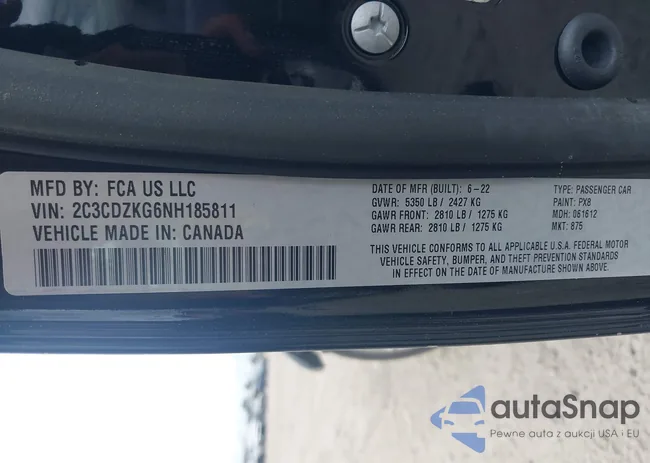 MFD BY: FCA US LLC
VIN: 2C3CDZKG6NH185811
VEHICLE MADE IN: CANADA
DATE OF MFR (BUILT): 6-22
GVWR: 5350 LB / 2427 KG
GAWR FRONT: 2810 LB / 1275 KG
GAWR REAR: 2810 LB / 1275 KG
TYPE: PASSENGER CAR
PAINT: PX8
MDH: 061612
MKT: 875
THIS VEHICLE CONFORMS TO ALL APPLICABLE U.S.A. FEDERAL MOTOR
VEHICLE SAFETY, BUMPER, AND THEFT PREVENTION STANDARDS
IN EFFECT ON THE DATE OF MANUFACTURE SHOWN ABOVE.
autoSnap
Pewne auta z aukcji USA i EU